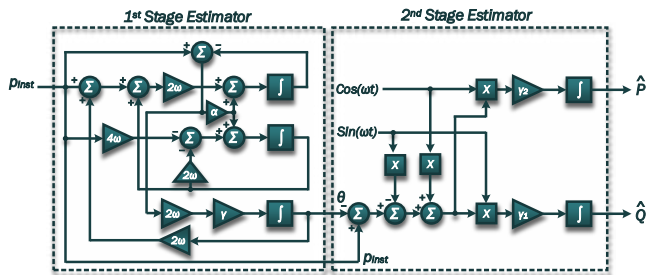 1st Stage Estimator
2nd Stage Estimator
+ −
Σ
pinst
+ + + + + +
Σ Σ 2ω Σ ∫
Cos(ωt)
x γ2 ∫ P̂
α
+ +
4ω − Σ + Σ ∫
Sin(ωt)
−
2ω
x x
θ
2ω γ ∫
− + − + +
Σ Σ Σ x γ1 ∫ Q̂
+
2ω
pinst